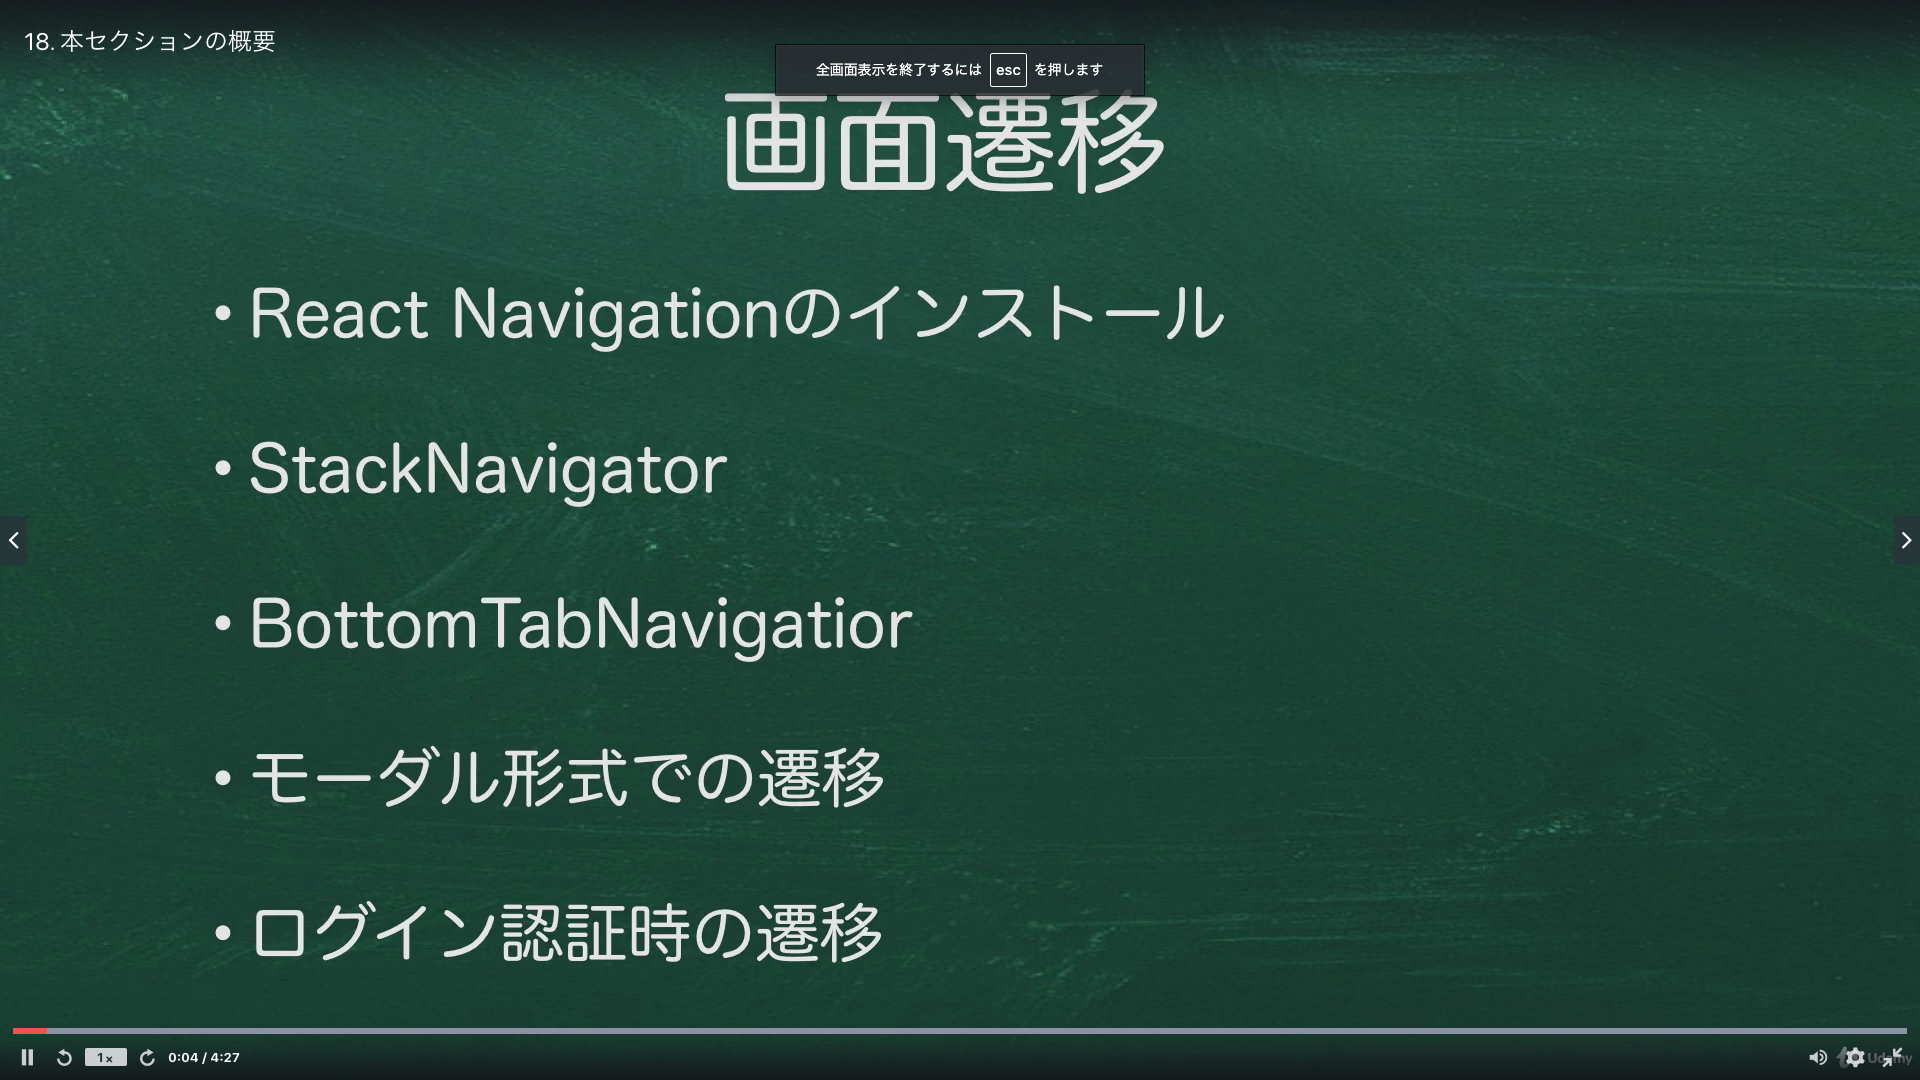 18. 本セクションの概要
全画面表示を終了するには esc を押します
画面遷移
• React Navigationのインストール
• StackNavigator
• BottomTabNavigatior
• モーダル形式での遷移
• ログイン認証時の遷移
1×
0:04 / 4:27
Udemy